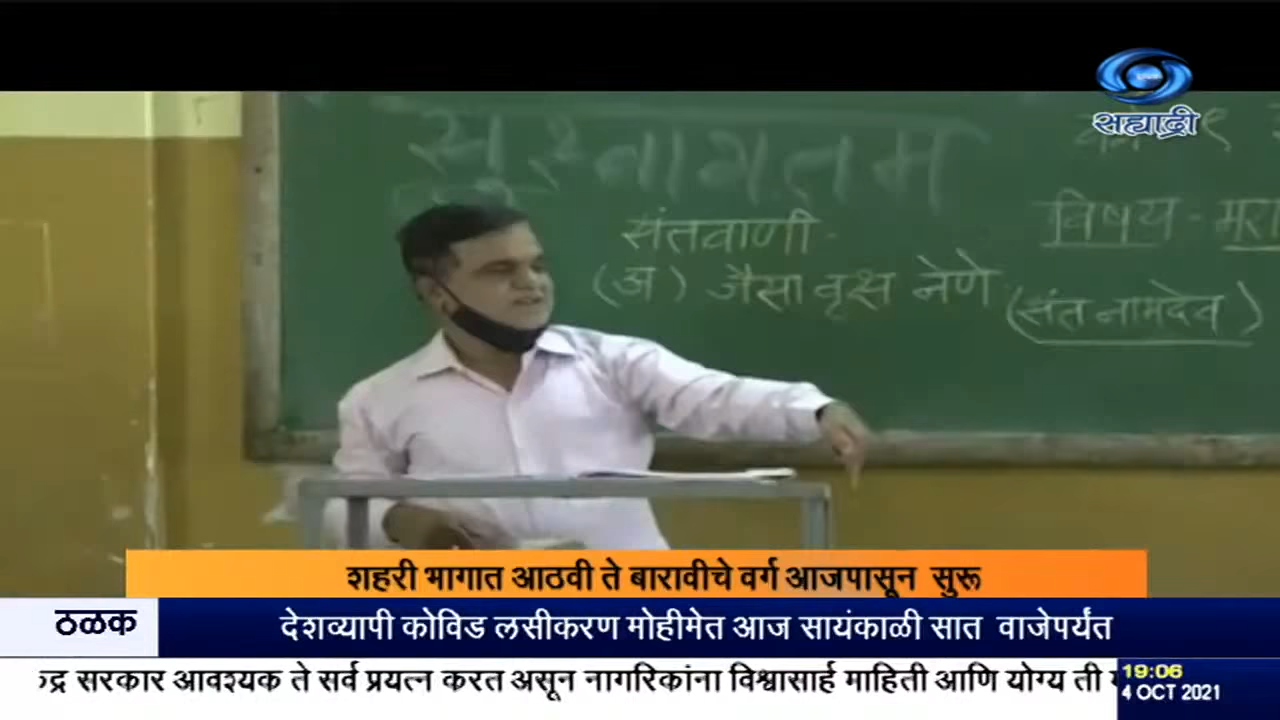 सह्याद्री
सुस्वागतम
संतवाणी -
(अ) जैसा वृक्ष नेणे
(संत नामदेव)
विषय - मरा
शहरी भागात आठवी ते बारावीचे वर्ग आजपासून सुरू
ठळक
देशव्यापी कोविड लसीकरण मोहीमेत आज सायंकाळी सात वाजेपर्यंत
सरकार आवश्यक ते सर्व प्रयत्न करत असून नागरिकांना विश्वासार्ह माहिती आणि योग्य ती
19:06
4 OCT 2021